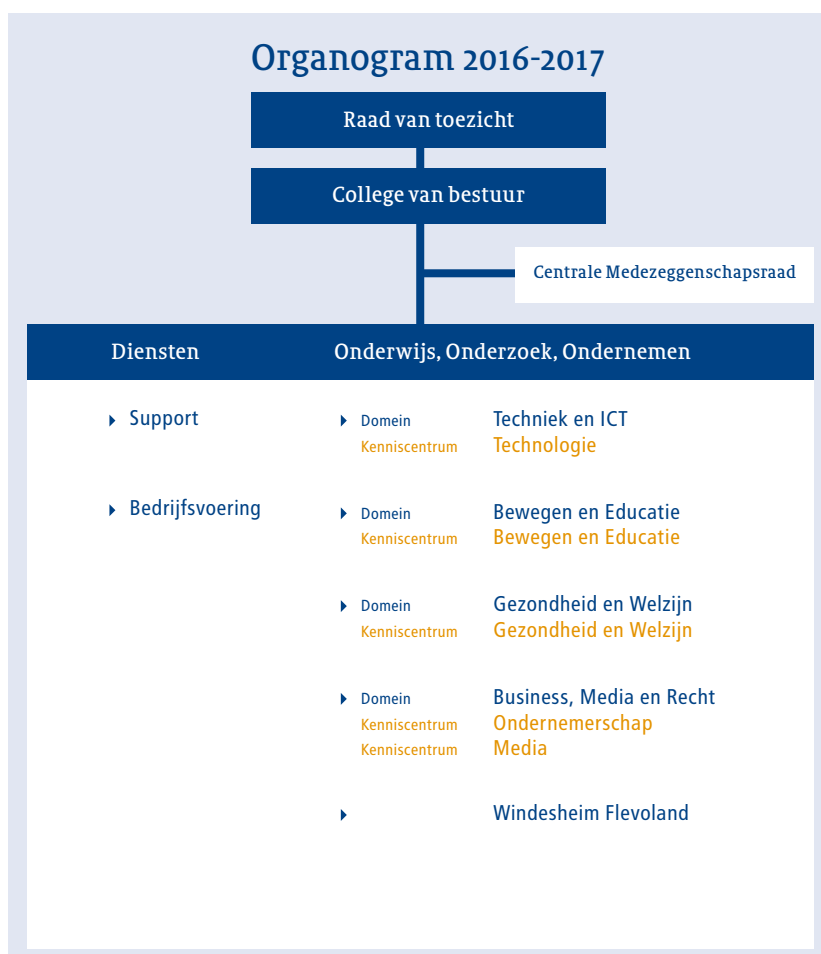 Organogram 2016-2017
Raad van toezicht
College van bestuur
Centrale Medezeggenschapsraad
Diensten
Support
Bedrijfsvoering
Onderwijs, Onderzoek, Ondernemen
Domein Techniek en ICT
Kenniscentrum Technologie
Domein Bewegen en Educatie
Kenniscentrum Bewegen en Educatie
Domein Gezondheid en Welzijn
Kenniscentrum Gezondheid en Welzijn
Domein Business, Media en Recht
Kenniscentrum Ondernemerschap
Kenniscentrum Media
Windesheim Flevoland